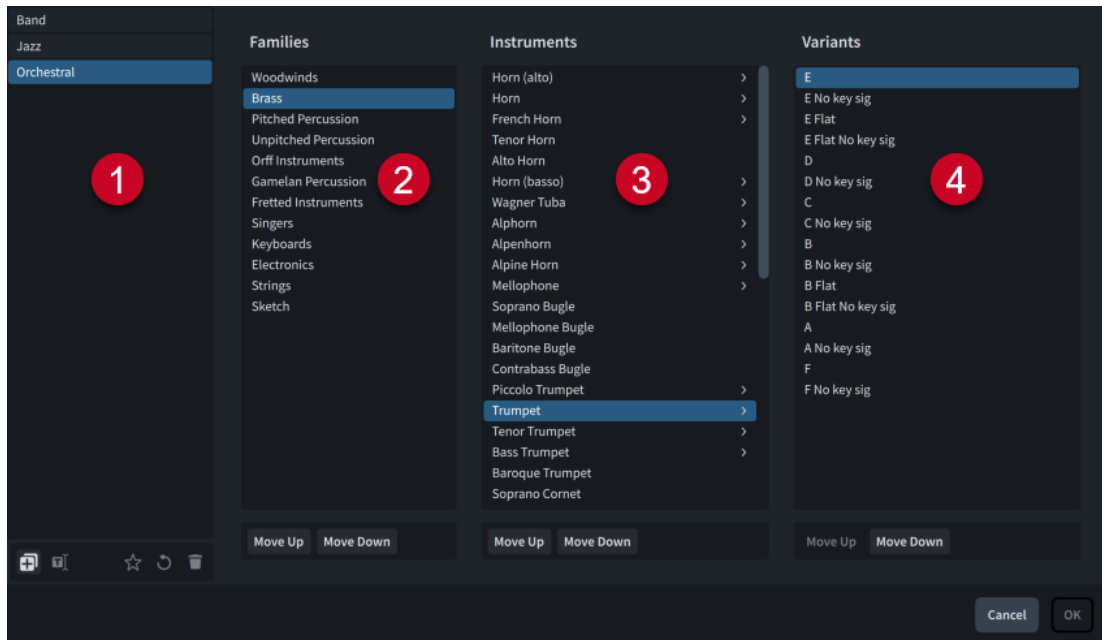 Band
Jazz
Orchestral
1
Families
Woodwinds
Brass
Pitched Percussion
Unpitched Percussion
Orff Instruments
Gamelan Percussion
Fretted Instruments
Singers
Keyboards
Electronics
Strings
Sketch
2
Move Up Move Down
Instruments
Horn (alto)
Horn
French Horn
Tenor Horn
Alto Horn
Horn (basso)
Wagner Tuba
Alphorn
Alpenhorn
Alpine Horn
Mellophone
Soprano Bugle
Mellophone Bugle
Baritone Bugle
Contrabass Bugle
Piccolo Trumpet
Trumpet
Tenor Trumpet
Bass Trumpet
Baroque Trumpet
Soprano Cornet
3
Move Up Move Down
Variants
E
E No key sig
E Flat
E Flat No key sig
D
D No key sig
C
C No key sig
B
B No key sig
B Flat
B Flat No key sig
A
A No key sig
F
F No key sig
4
Move Up Move Down
Cancel OK